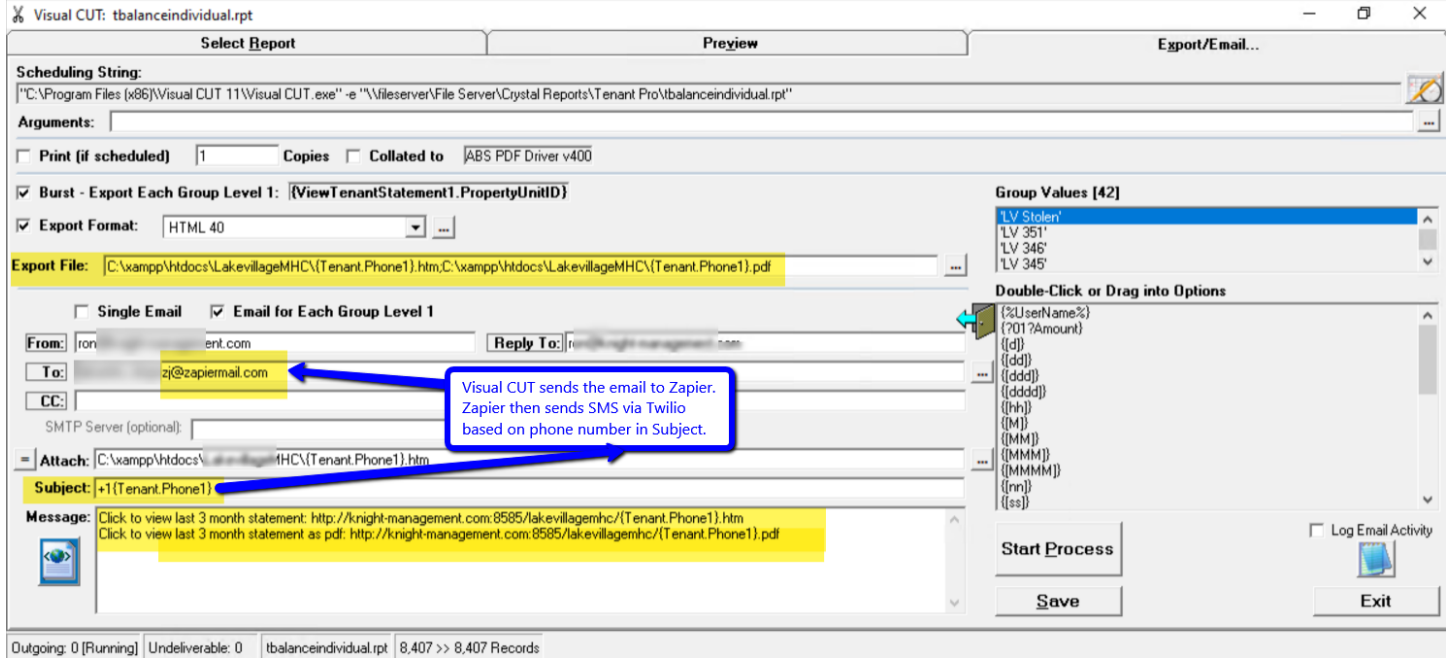 Visual CUT: tbalanceindividual.rpt
Select Report
Preview
Export/Email...
Scheduling String:
"C:\Program Files (x86)\Visual CUT 11\Visual CUT.exe" -e "\\fileserver\File Server\Crystal Reports\Tenant Pro\tbalanceindividual.rpt"
Arguments:
...
Print (if scheduled) 1 Copies Collated to ABS PDF Driver v400
Burst - Export Each Group Level 1: {ViewTenantStatement1.PropertyUnitID}
Export Format: HTML 40 ...
Export File: C:\xampp\htdocs\LakevillageMHC\{Tenant.Phone1}.htm;C:\xampp\htdocs\LakevillageMHC\{Tenant.Phone1}.pdf ...
Single Email Email for Each Group Level 1
From: ron ent.com Reply To:
To: zj@zapiermail.com ...
CC:
SMTP Server (optional):
Visual CUT sends the email to Zapier.
Zapier then sends SMS via Twilio
based on phone number in Subject.
= Attach: C:\xampp\htdocs\ MHC\{Tenant.Phone1}.htm ...
Subject: +1{Tenant.Phone1}
Message: Click to view last 3 month statement: http://knight-management.com:8585/lakevillagemhc/{Tenant.Phone1}.htm
Click to view last 3 month statement as pdf: http://knight-management.com:8585/lakevillagemhc/{Tenant.Phone1}.pdf
Group Values [42]
'LV Stolen'
'LV 351'
'LV 346'
'LV 345'
Double-Click or Drag into Options
{%UserName%}
{?01?Amount}
{[d]}
{[dd]}
{[ddd]}
{[dddd]}
{[hh]}
{[M]}
{[MM]}
{[MMM]}
{[MMMM]}
{[nn]}
{[ss]}
Start Process
Log Email Activity
Save
Exit
Outgoing: 0 [Running] Undeliverable: 0 tbalanceindividual.rpt 8,407 >> 8,407 Records